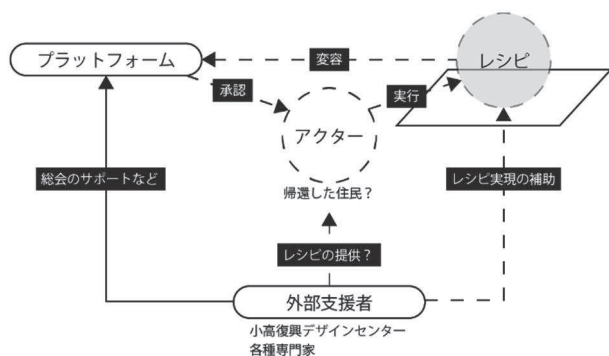 プラットフォーム
変容
レシピ
承認
実行
アクター
総会のサポートなど
帰還した住民？
レシピ実現の補助
レシピの提供？
外部支援者
小高復興デザインセンター
各種専門家